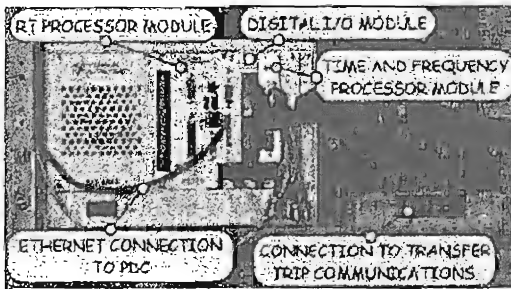 RT PROCESSOR MODULE
DIGITAL I/O MODULE
TIME AND FREQUENCY
PROCESSOR MODULE
ETHERNET CONNECTION
TO PDC
CONNECTION TO TRANSFER
TRIP COMMUNICATIONS